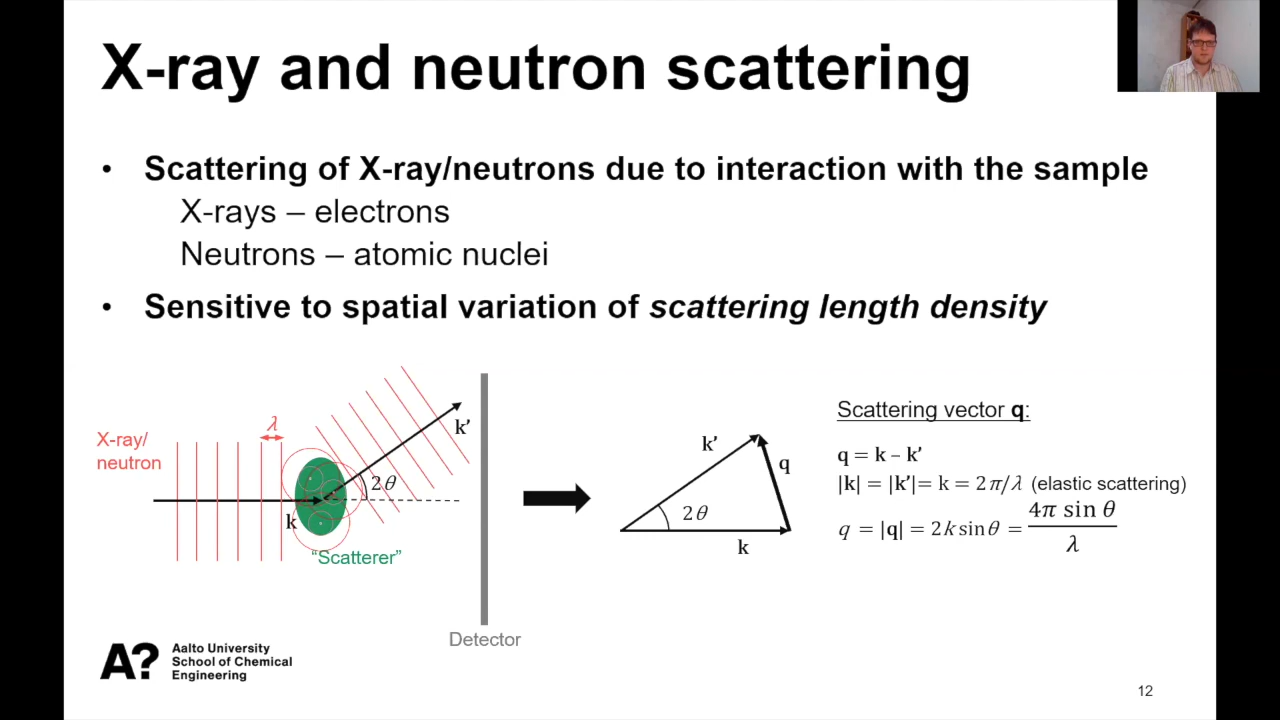 X-ray and neutron scattering
• Scattering of X-ray/neutrons due to interaction with the sample
X-rays – electrons
Neutrons – atomic nuclei
• Sensitive to spatial variation of scattering length density
X-ray/
neutron
λ
k
k’
2θ
“Scatterer”
Detector
k’
q
2θ
k
Scattering vector q:
q = k – k’
|k| = |k’|= k = 2π/λ (elastic scattering)
q = |q| = 2k sin θ = 4π sin θ / λ
A?
Aalto University
School of Chemical
Engineering
12